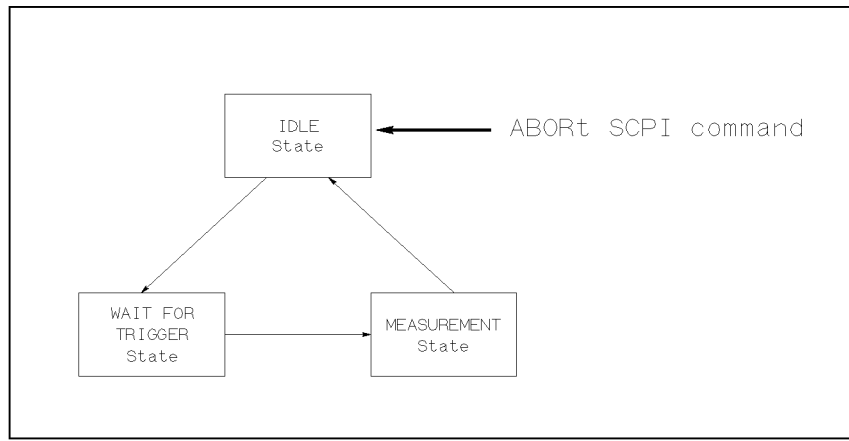 IDLE
State
ABORt SCPI command
WAIT FOR
TRIGGER
State
MEASUREMENT
State